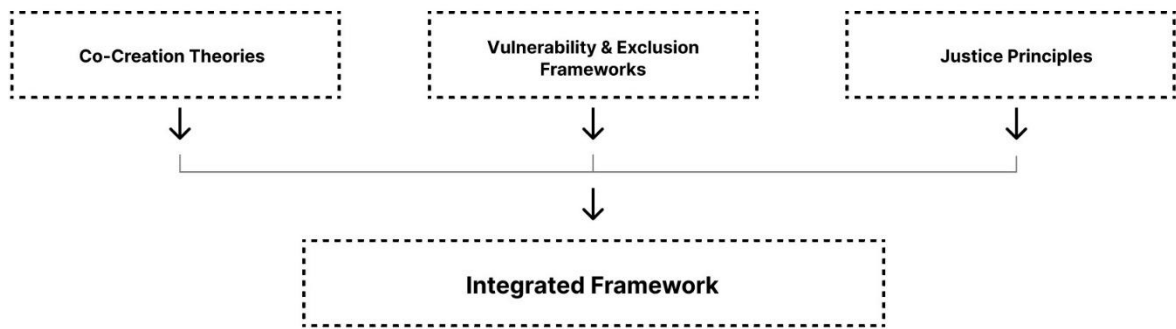 Co-Creation Theories
Vulnerability & Exclusion
Frameworks
Justice Principles
Integrated Framework